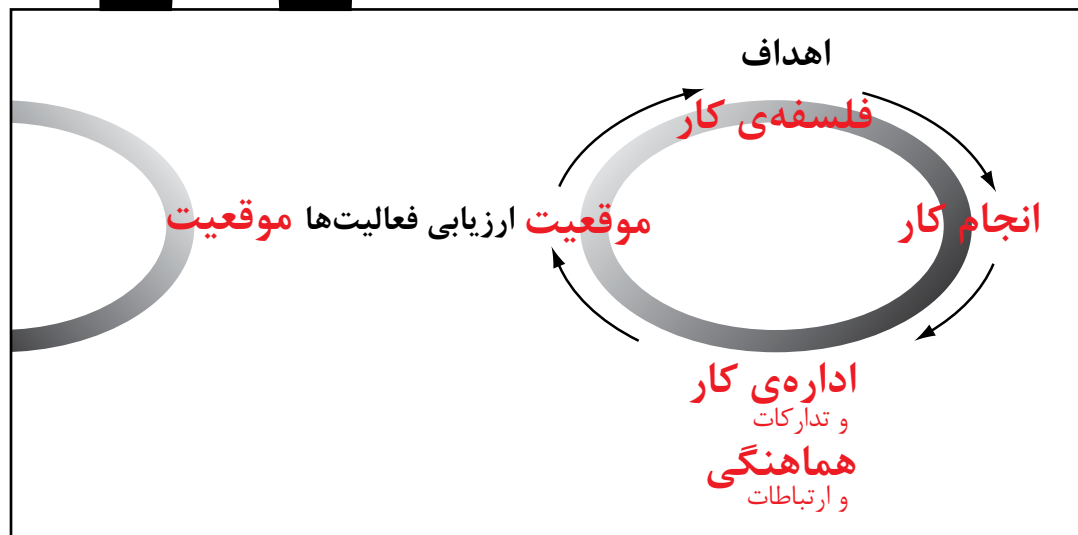 اهداف
فلسفه‌ی کار
انجام کار
موقعیت ارزیابی فعالیت‌ها موقعیت
اداره‌ی کار
و تدارکات
هماهنگی
و ارتباطات